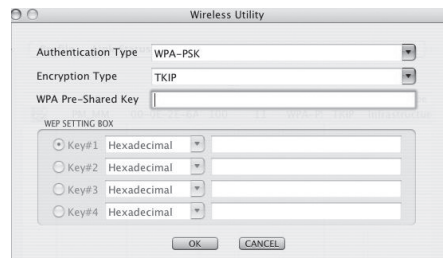 Wireless Utility
Authentication Type WPA-PSK
Encryption Type TKIP
WPA Pre-Shared Key
WEP SETTING BOX
Key#1 Hexadecimal
Key#2 Hexadecimal
Key#3 Hexadecimal
Key#4 Hexadecimal
OK CANCEL